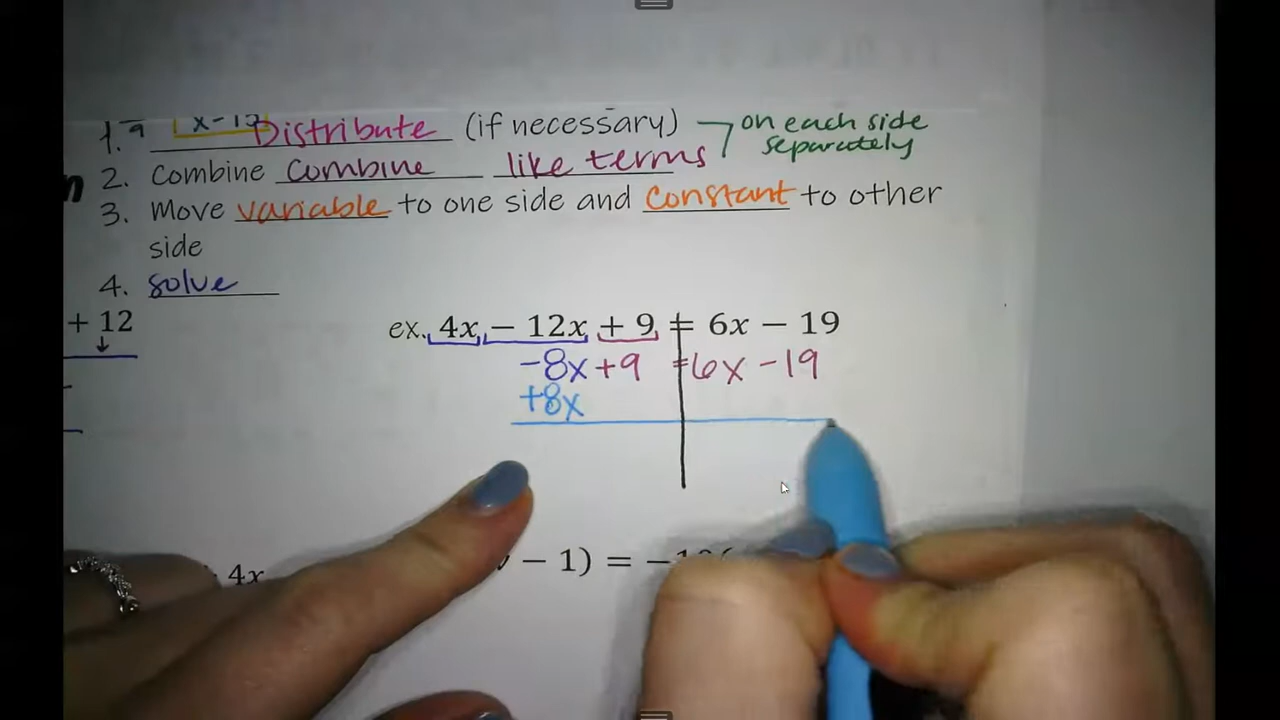 1. 9 x-12 Distribute (if necessary) on each side
separately
2. Combine Combine like terms
3. Move variable to one side and constant to other
side
4. solve
+ 12
ex. 4x - 12x + 9 = 6x - 19
-8x+9 = 6x -19
+8x
- 1) = -
4x